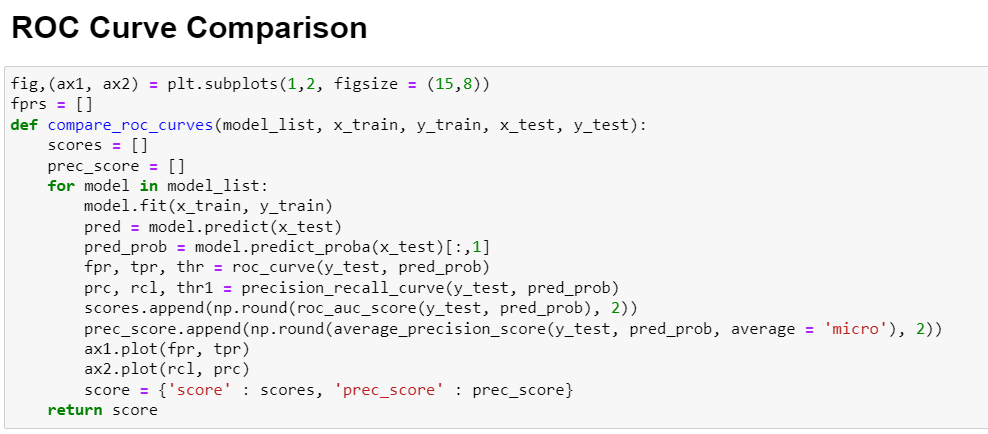 ROC Curve Comparison
fig,(ax1, ax2) = plt.subplots(1,2, figsize = (15,8))
fprs = []
def compare_roc_curves(model_list, x_train, y_train, x_test, y_test):
    scores = []
    prec_score = []
    for model in model_list:
        model.fit(x_train, y_train)
        pred = model.predict(x_test)
        pred_prob = model.predict_proba(x_test)[:,1]
        fpr, tpr, thr = roc_curve(y_test, pred_prob)
        prc, rcl, thr1 = precision_recall_curve(y_test, pred_prob)
        scores.append(np.round(roc_auc_score(y_test, pred_prob), 2))
        prec_score.append(np.round(average_precision_score(y_test, pred_prob, average = 'micro'), 2))
        ax1.plot(fpr, tpr)
        ax2.plot(rcl, prc)
        score = {'score' : scores, 'prec_score' : prec_score}
    return score